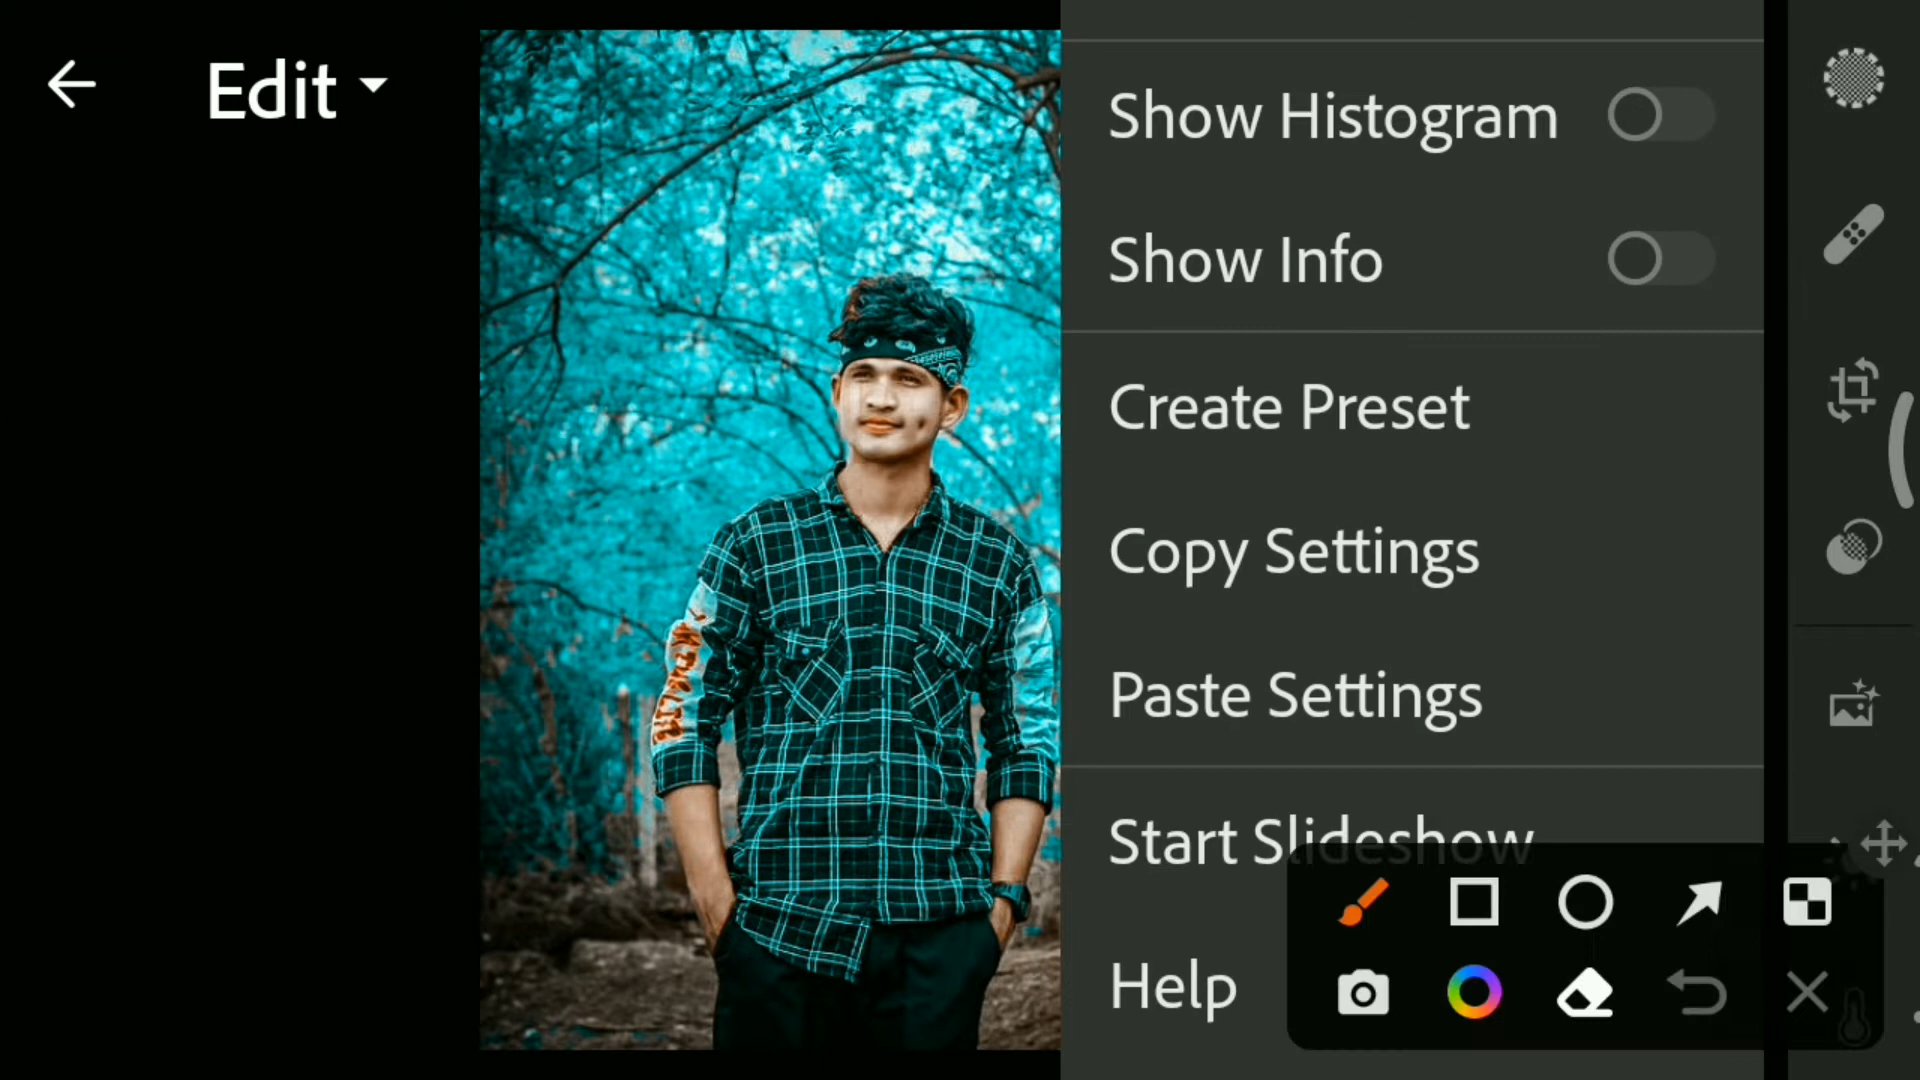 Edit
Show Histogram
Show Info
Create Preset
Copy Settings
Paste Settings
Start Slideshow
Help